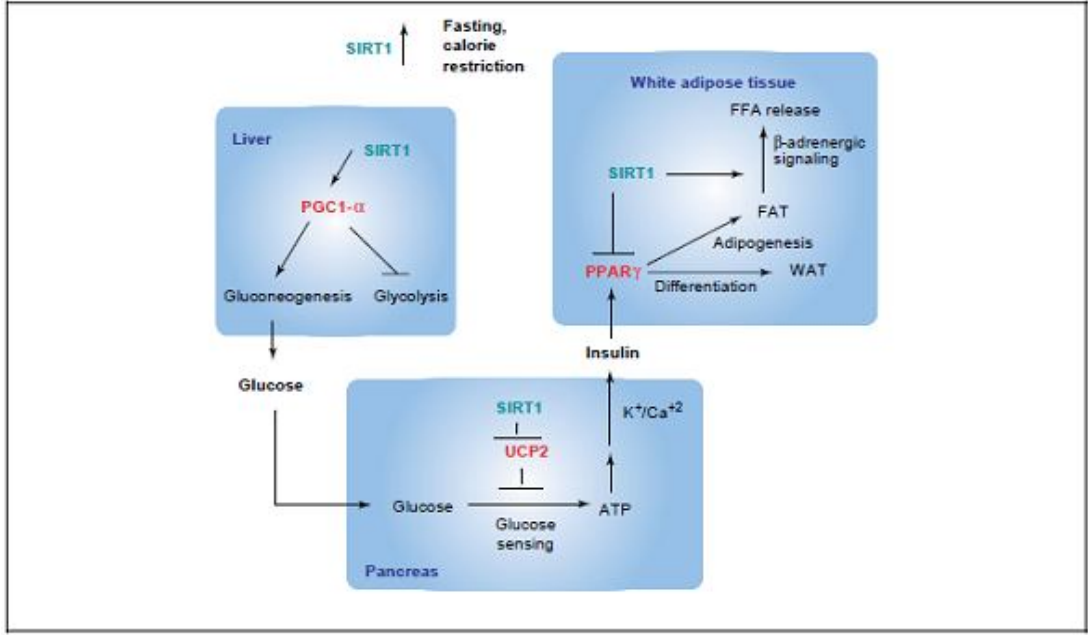 SIRT1
Fasting,
calorie
restriction
Liver
SIRT1
PGC1-α
Gluconeogenesis
Glycolysis
Glucose
White adipose tissue
FFA release
β-adrenergic
signaling
SIRT1
FAT
Adipogenesis
PPARγ
WAT
Differentiation
Insulin
K⁺/Ca⁺²
SIRT1
UCP2
Glucose
ATP
Glucose
sensing
Pancreas